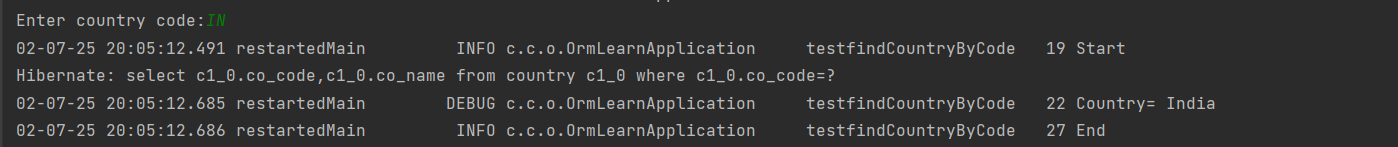 Enter country code:IN
02-07-25 20:05:12.491 restartedMain         INFO c.c.o.OrmLearnApplication     testfindCountryByCode   19 Start
Hibernate: select c1_0.co_code,c1_0.co_name from country c1_0 where c1_0.co_code=?
02-07-25 20:05:12.685 restartedMain        DEBUG c.c.o.OrmLearnApplication     testfindCountryByCode   22 Country= India
02-07-25 20:05:12.686 restartedMain         INFO c.c.o.OrmLearnApplication     testfindCountryByCode   27 End